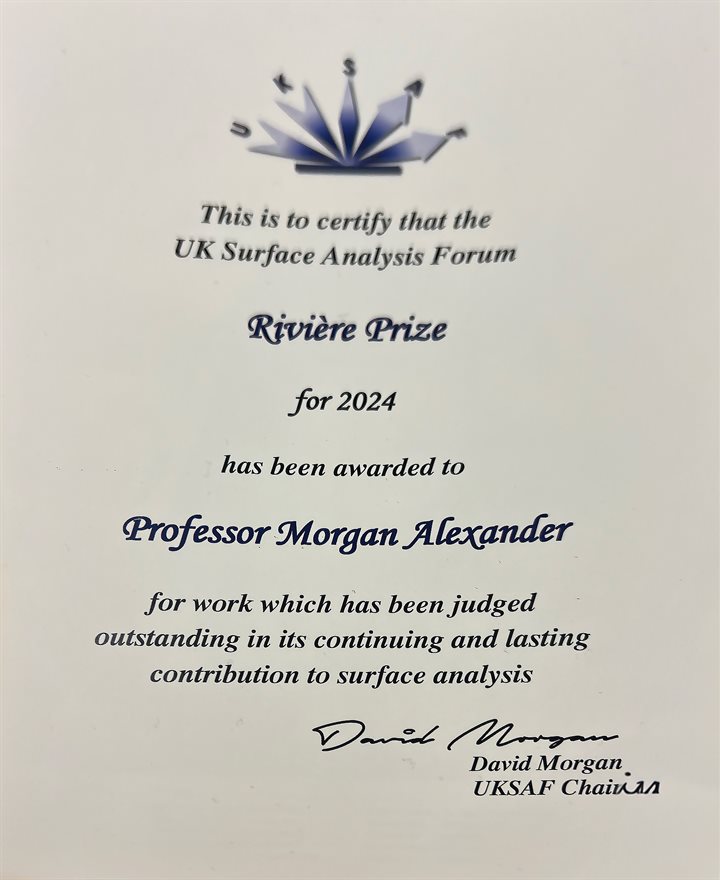 U K S A F
This is to certify that the
UK Surface Analysis Forum
Rivière Prize
for 2024
has been awarded to
Professor Morgan Alexander
for work which has been judged
outstanding in its continuing and lasting
contribution to surface analysis
David Morgan
David Morgan
UKSAF Chair